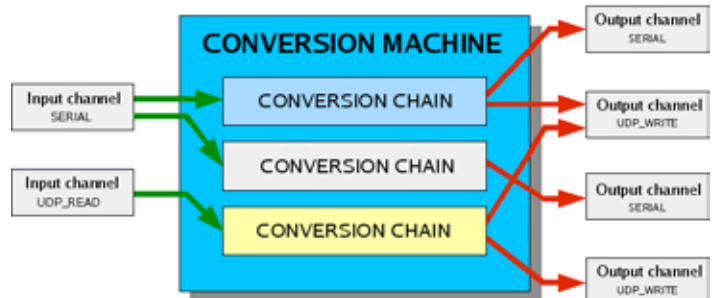 CONVERSION MACHINE
Input channel
SERIAL
Input channel
UDP_READ
CONVERSION CHAIN
CONVERSION CHAIN
CONVERSION CHAIN
Output channel
SERIAL
Output channel
UDP_WRITE
Output channel
SERIAL
Output channel
UDP_WRITE